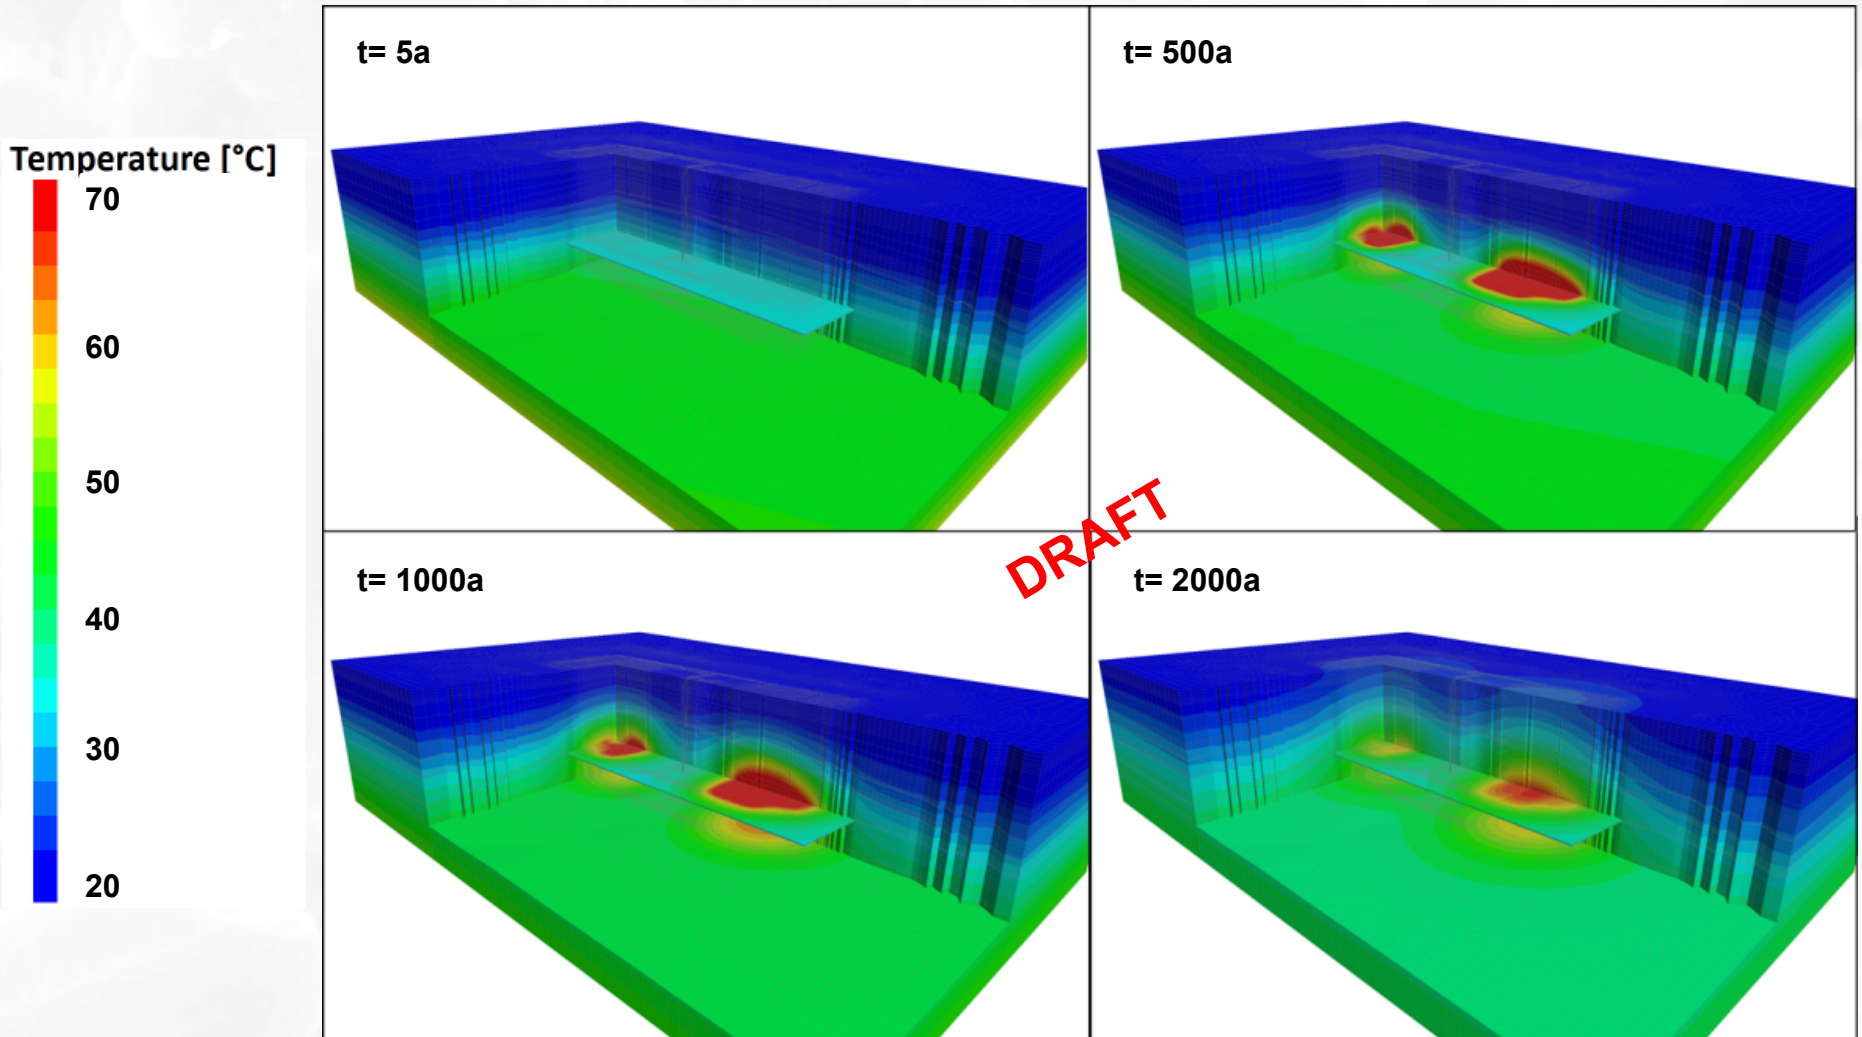 Temperature [°C]
70
60
50
40
30
20
t= 5a
t= 500a
DRAFT
t= 1000a
t= 2000a